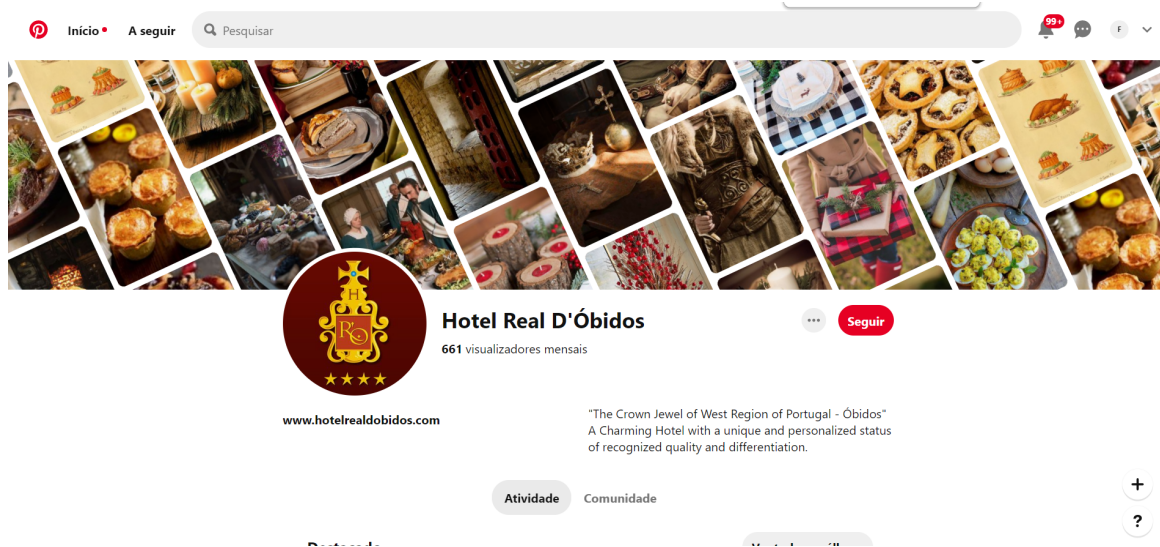 Início
A seguir
Pesquisar
99+
F
H
R'O
Hotel Real D'Óbidos
Seguir
661 visualizadores mensais
www.hotelrealdobidos.com
"The Crown Jewel of West Region of Portugal - Óbidos"
A Charming Hotel with a unique and personalized status
of recognized quality and differentiation.
Atividade
Comunidade
+
?